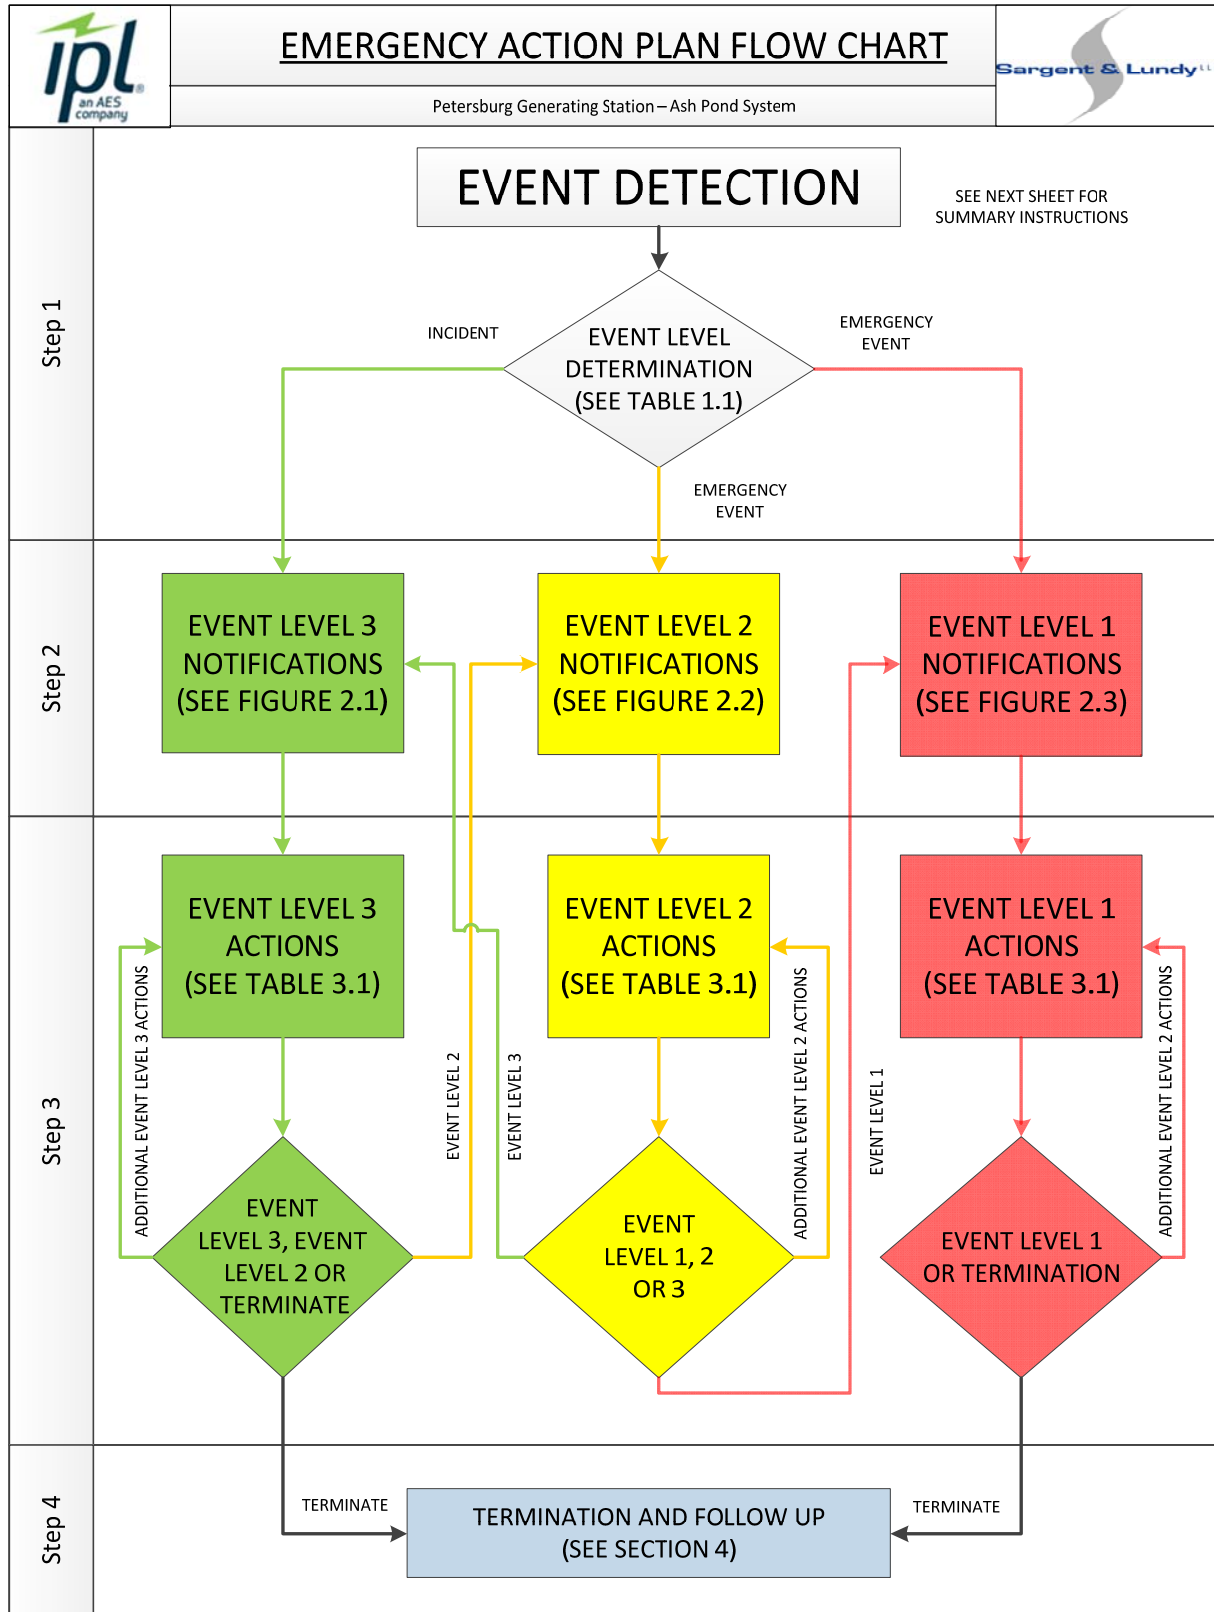 ipl
an AES
company
EMERGENCY ACTION PLAN FLOW CHART
Petersburg Generating Station – Ash Pond System
Sargent & Lundy LL
Step 1
EVENT DETECTION
SEE NEXT SHEET FOR
SUMMARY INSTRUCTIONS
INCIDENT
EVENT LEVEL
DETERMINATION
(SEE TABLE 1.1)
EMERGENCY
EVENT
EMERGENCY
EVENT
Step 2
EVENT LEVEL 3
NOTIFICATIONS
(SEE FIGURE 2.1)
EVENT LEVEL 2
NOTIFICATIONS
(SEE FIGURE 2.2)
EVENT LEVEL 1
NOTIFICATIONS
(SEE FIGURE 2.3)
Step 3
EVENT LEVEL 3
ACTIONS
(SEE TABLE 3.1)
EVENT LEVEL 2
ACTIONS
(SEE TABLE 3.1)
EVENT LEVEL 1
ACTIONS
(SEE TABLE 3.1)
ADDITIONAL EVENT LEVEL 3 ACTIONS
EVENT LEVEL 2
EVENT LEVEL 3
ADDITIONAL EVENT LEVEL 2 ACTIONS
EVENT LEVEL 1
ADDITIONAL EVENT LEVEL 2 ACTIONS
EVENT
LEVEL 3, EVENT
LEVEL 2 OR
TERMINATE
EVENT
LEVEL 1, 2
OR 3
EVENT LEVEL 1
OR TERMINATION
Step 4
TERMINATE
TERMINATION AND FOLLOW UP
(SEE SECTION 4)
TERMINATE